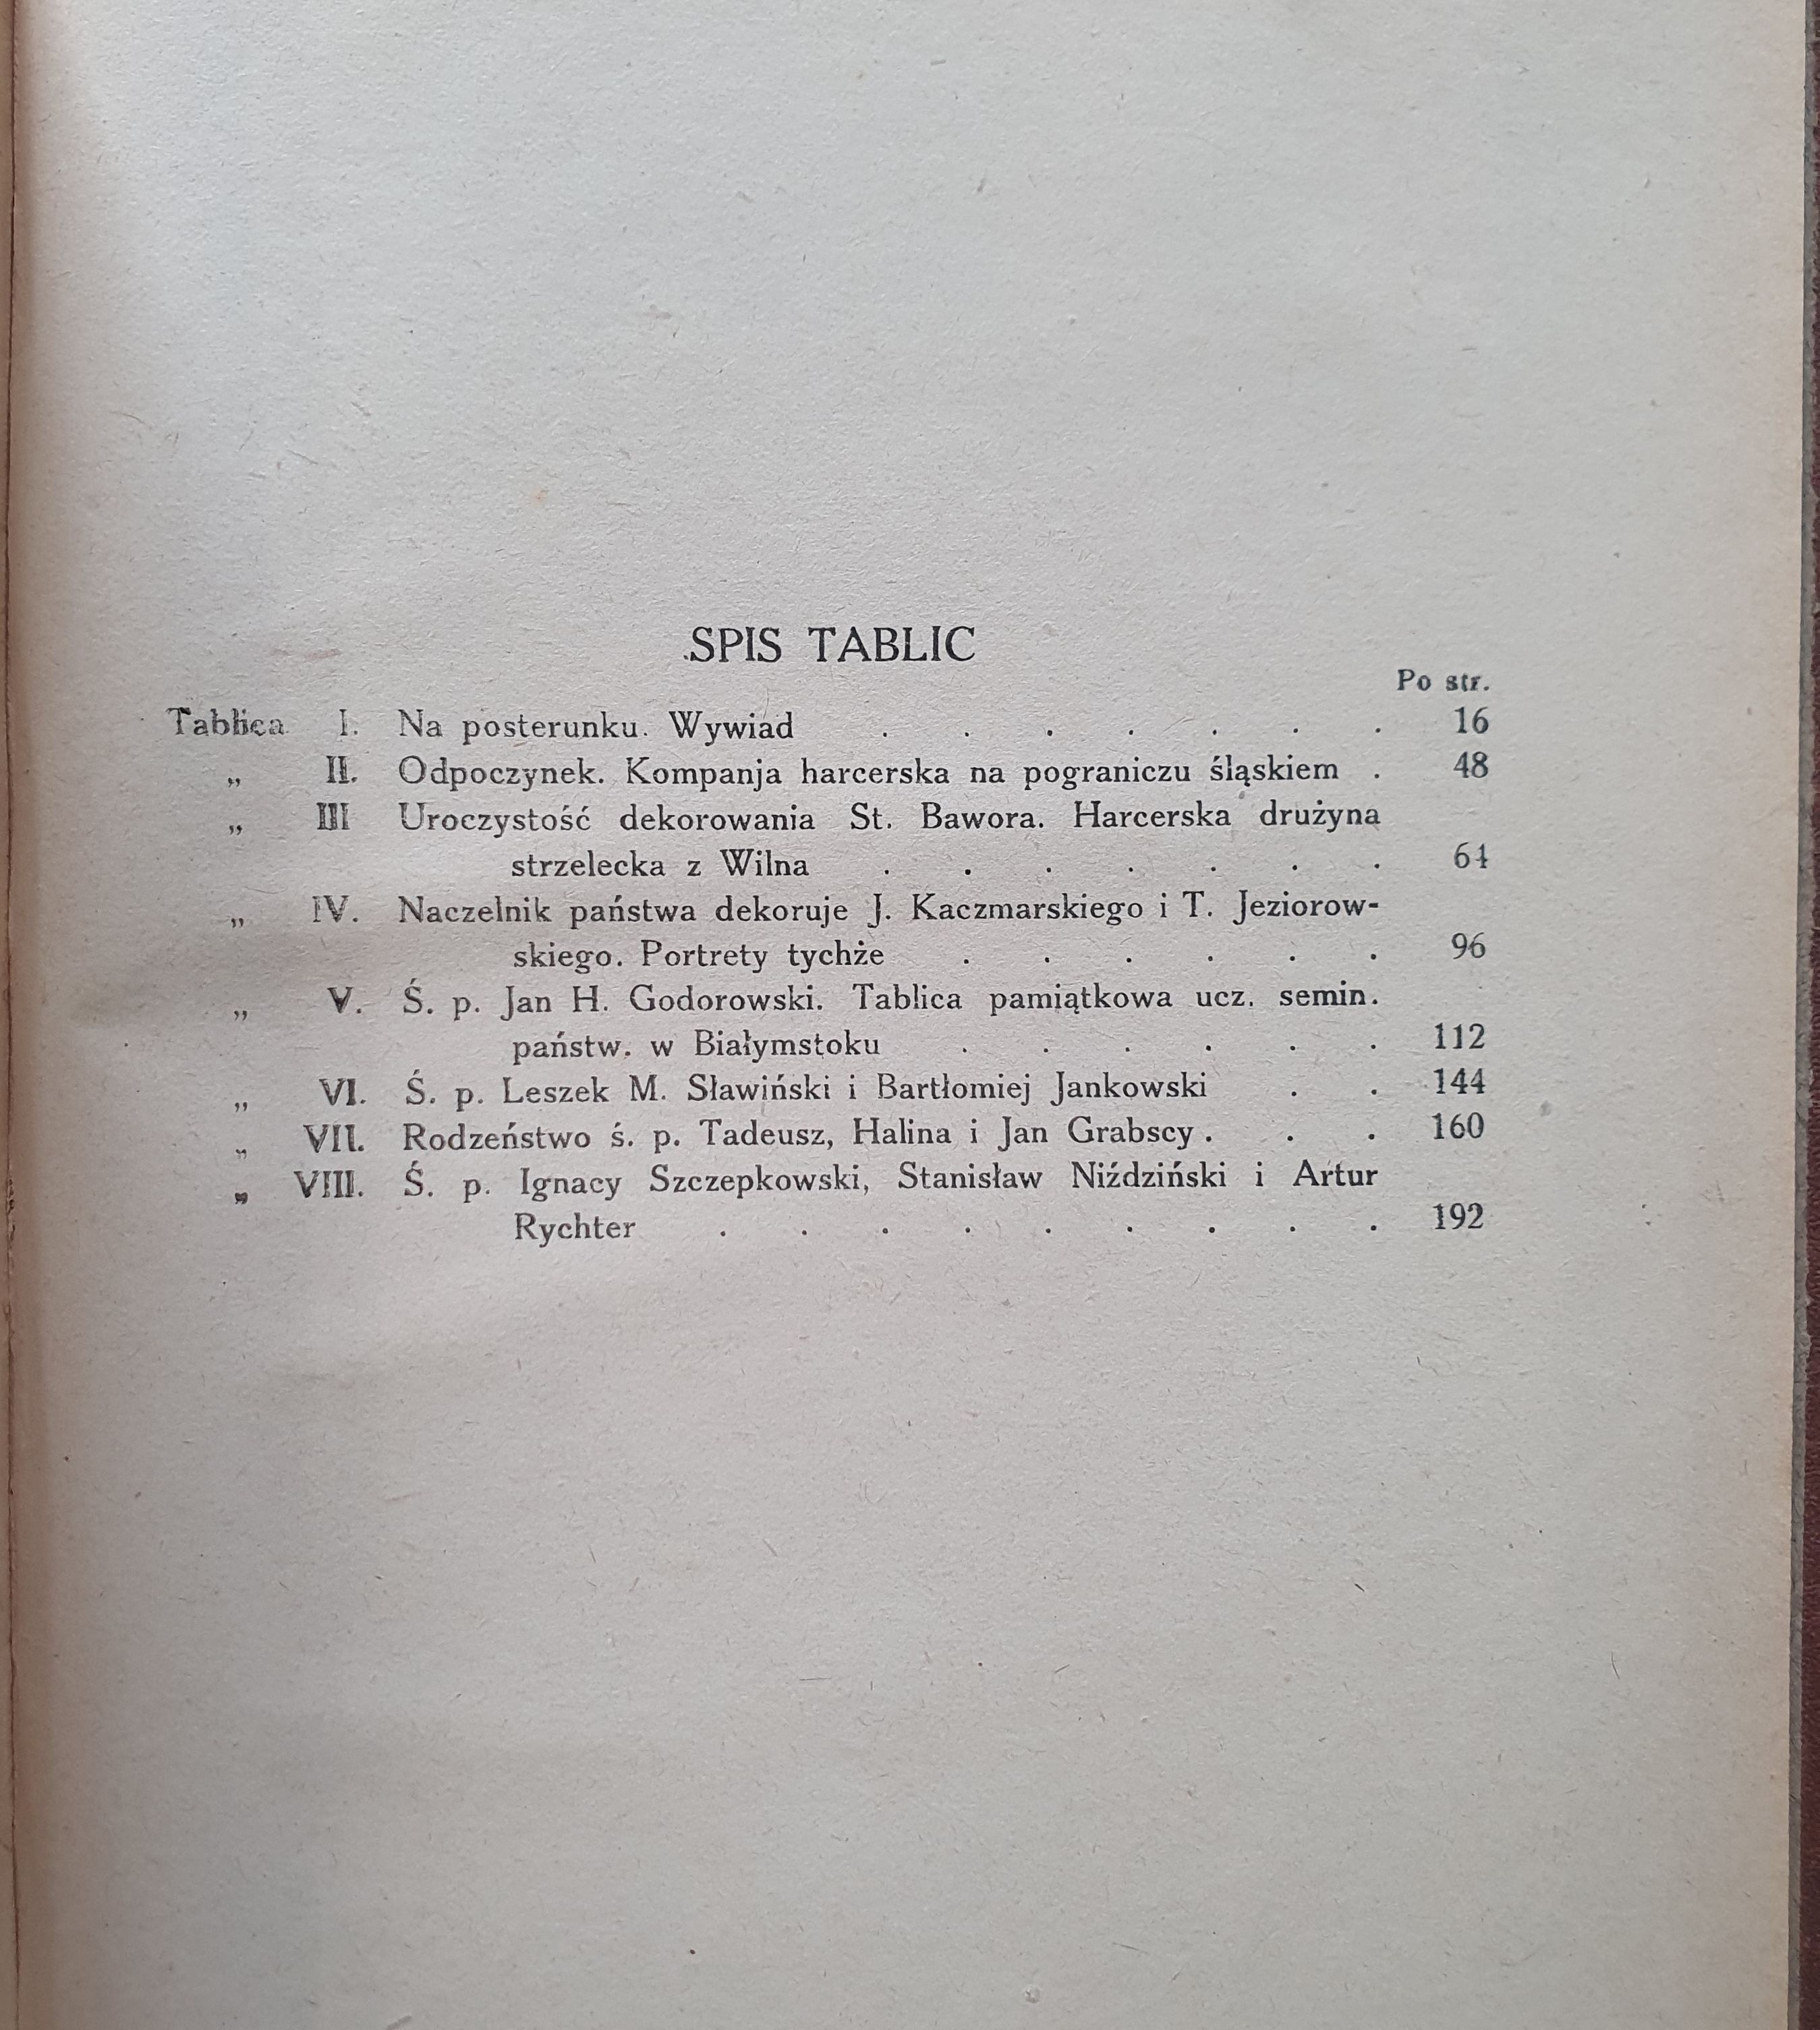 SPIS TABLIC
Po str.
Tablica I. Na posterunku. Wywiad . . . . . . . 16
„ II. Odpoczynek. Kompanja harcerska na pograniczu śląskiem . 48
„ III Uroczystość dekorowania St. Bawora. Harcerska drużyna
strzelecka z Wilna . . . . . . . 64
„ IV. Naczelnik państwa dekoruje J. Kaczmarskiego i T. Jeziorow-
skiego. Portrety tychże . . . . . . 96
„ V. Ś. p. Jan H. Godorowski. Tablica pamiątkowa ucz. semin.
państw. w Białymstoku . . . . . . 112
„ VI. Ś. p. Leszek M. Sławiński i Bartłomiej Jankowski . . 144
„ VII. Rodzeństwo ś. p. Tadeusz, Halina i Jan Grabscy . . . 160
„ VIII. Ś. p. Ignacy Szczepkowski, Stanisław Niździński i Artur
Rychter . . . . . . . . . 192